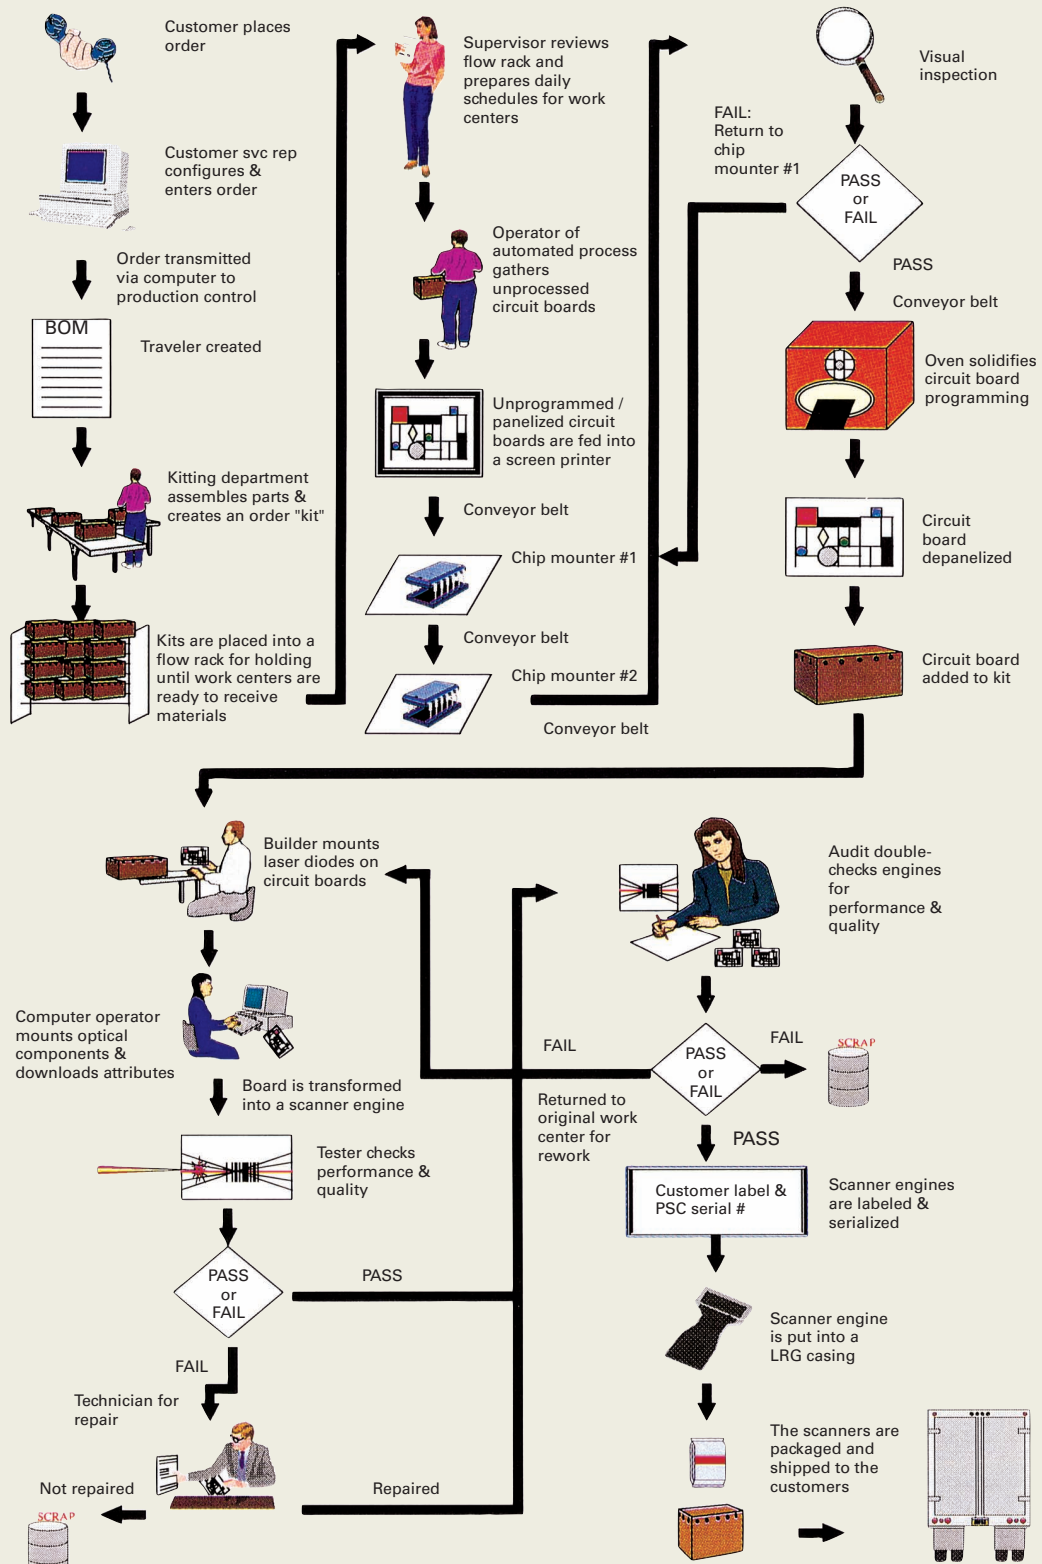 Customer places
order
Customer svc rep
configures &
enters order
Order transmitted
via computer to
production control
BOM
Traveler created
Kitting department
assembles parts &
creates an order "kit"
Kits are placed into a
flow rack for holding
until work centers are
ready to receive
materials
Supervisor reviews
flow rack and
prepares daily
schedules for work
centers
Operator of
automated process
gathers
unprocessed
circuit boards
Unprogrammed /
panelized circuit
boards are fed into
a screen printer
Conveyor belt
Chip mounter #1
Conveyor belt
Chip mounter #2
Conveyor belt
Visual
inspection
FAIL:
Return to
chip
mounter #1
PASS
or
FAIL
PASS
Conveyor belt
Oven solidifies
circuit board
programming
Circuit
board
depanelized
Circuit board
added to kit
Builder mounts
laser diodes on
circuit boards
Computer operator
mounts optical
components &
downloads attributes
Board is transformed
into a scanner engine
Tester checks
performance &
quality
PASS
or
FAIL
PASS
FAIL
Technician for
repair
Not repaired
SCRAP
Repaired
Audit double-
checks engines
for
performance &
quality
PASS
or
FAIL
FAIL
SCRAP
FAIL
Returned to
original work
center for
rework
PASS
Customer label &
PSC serial #
Scanner engines
are labeled &
serialized
Scanner engine
is put into a
LRG casing
The scanners are
packaged and
shipped to the
customers